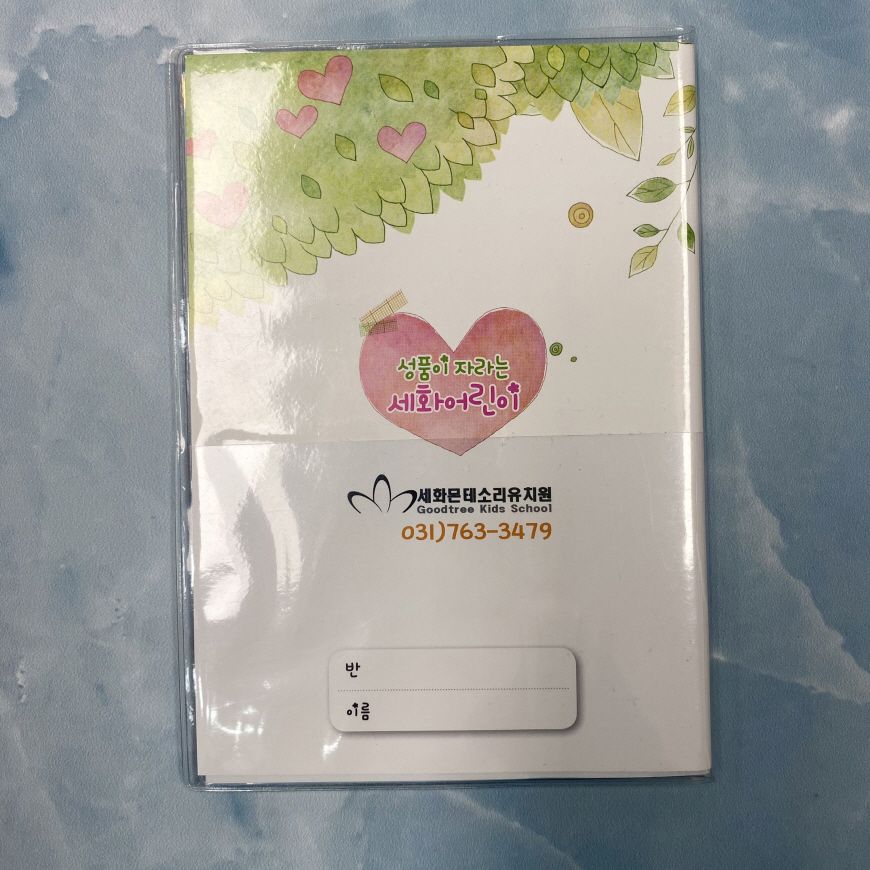 성품이 자라는
세화어린이
세화몬테소리유치원
Goodtree Kids School
031)763-3479
반
이름